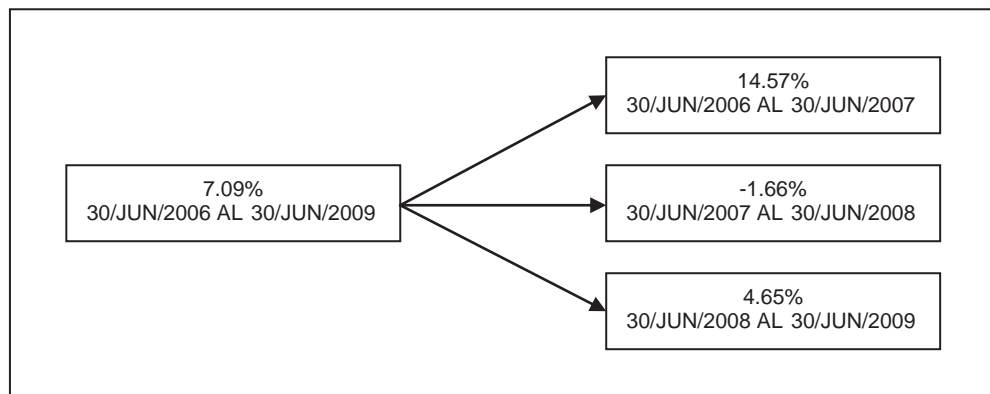 7.09%
30/JUN/2006 AL 30/JUN/2009
14.57%
30/JUN/2006 AL 30/JUN/2007
-1.66%
30/JUN/2007 AL 30/JUN/2008
4.65%
30/JUN/2008 AL 30/JUN/2009